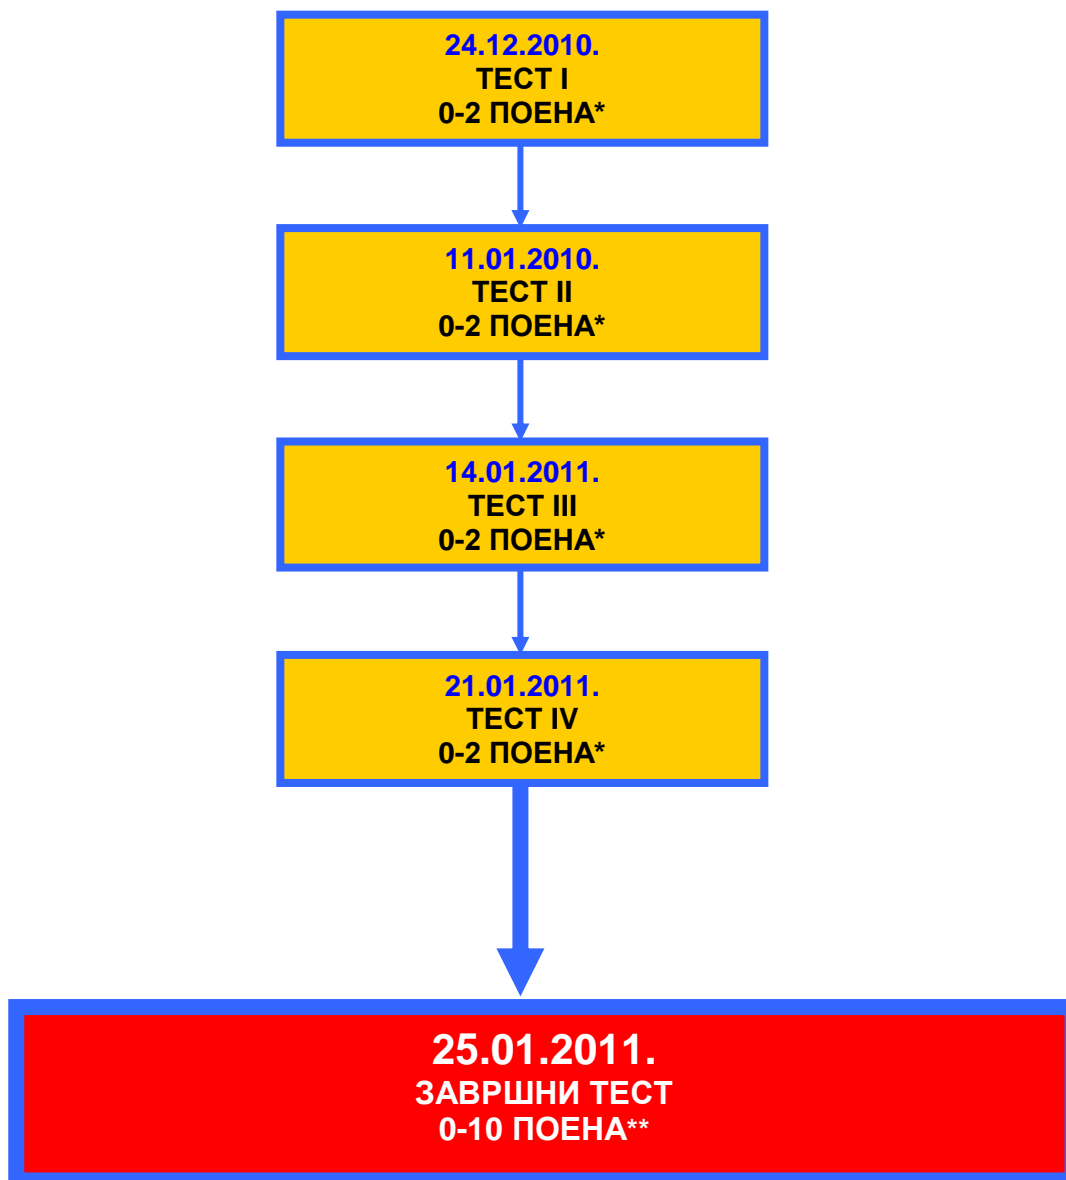 24.12.2010.
ТЕСТ I
0-2 ПОЕНА*
11.01.2010.
ТЕСТ II
0-2 ПОЕНА*
14.01.2011.
ТЕСТ III
0-2 ПОЕНА*
21.01.2011.
ТЕСТ IV
0-2 ПОЕНА*
25.01.2011.
ЗАВРШНИ ТЕСТ
0-10 ПОЕНА**